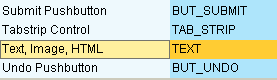 Submit Pushbutton BUT_SUBMIT
Tabstrip Control TAB_STRIP
Text, Image, HTML TEXT
Undo Pushbutton BUT_UNDO